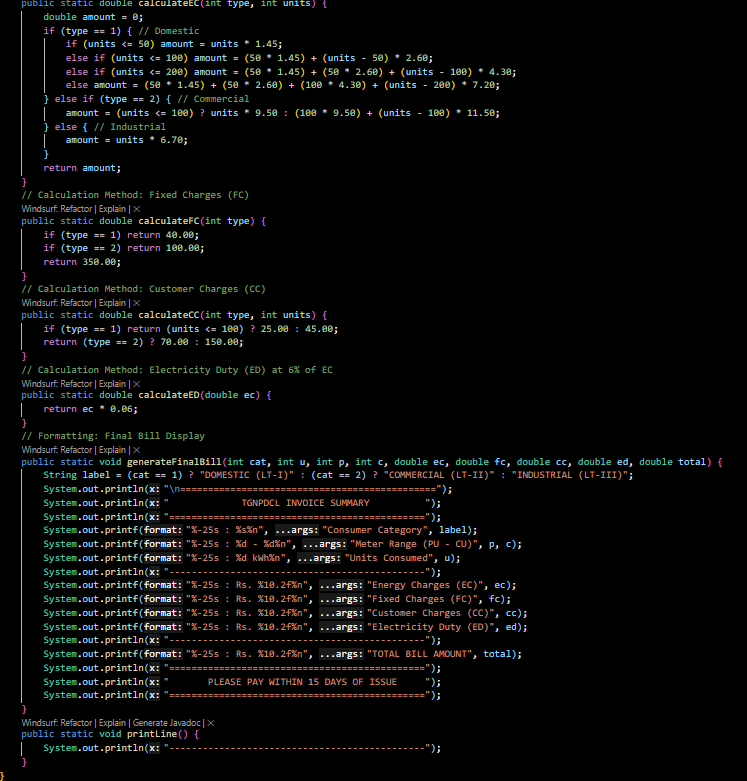 public static double calculateEC(int type, int units) {
double amount = 0;
if (type == 1) { // Domestic
if (units <= 50) amount = units * 1.45;
else if (units <= 100) amount = (50 * 1.45) + (units - 50) * 2.60;
else if (units <= 200) amount = (50 * 1.45) + (50 * 2.60) + (units - 100) * 4.30;
else amount = (50 * 1.45) + (50 * 2.60) + (100 * 4.30) + (units - 200) * 7.20;
} else if (type == 2) { // Commercial
amount = (units <= 100) ? units * 9.50 : (100 * 9.50) + (units - 100) * 11.50;
} else { // Industrial
amount = units * 6.70;
}
return amount;
}
// Calculation Method: Fixed Charges (FC)
Windsurf: Refactor | Explain | ×
public static double calculateFC(int type) {
if (type == 1) return 40.00;
if (type == 2) return 100.00;
return 350.00;
}
// Calculation Method: Customer Charges (CC)
Windsurf: Refactor | Explain | ×
public static double calculateCC(int type, int units) {
if (type == 1) return (units <= 100) ? 25.00 : 45.00;
return (type == 2) ? 70.00 : 150.00;
}
// Calculation Method: Electricity Duty (ED) at 6% of EC
Windsurf: Refactor | Explain | ×
public static double calculateED(double ec) {
return ec * 0.06;
}
// Formatting: Final Bill Display
Windsurf: Refactor | Explain | ×
public static void generateFinalBill(int cat, int u, int p, int c, double ec, double fc, double cc, double ed, double total) {
String label = (cat == 1) ? "DOMESTIC (LT-I)" : (cat == 2) ? "COMMERCIAL (LT-II)" : "INDUSTRIAL (LT-III)";
System.out.println(x: "\n=============================================");
System.out.println(x: "             TGNPDCL INVOICE SUMMARY          ");
System.out.println(x: "=============================================");
System.out.printf(format: "%-25s : %s%n", ...args: "Consumer Category", label);
System.out.printf(format: "%-25s : %d - %d%n", ...args: "Meter Range (PU - CU)", p, c);
System.out.printf(format: "%-25s : %d kWh%n", ...args: "Units Consumed", u);
System.out.println(x: "---------------------------------------------");
System.out.printf(format: "%-25s : Rs. %10.2f%n", ...args: "Energy Charges (EC)", ec);
System.out.printf(format: "%-25s : Rs. %10.2f%n", ...args: "Fixed Charges (FC)", fc);
System.out.printf(format: "%-25s : Rs. %10.2f%n", ...args: "Customer Charges (CC)", cc);
System.out.printf(format: "%-25s : Rs. %10.2f%n", ...args: "Electricity Duty (ED)", ed);
System.out.println(x: "---------------------------------------------");
System.out.printf(format: "%-25s : Rs. %10.2f%n", ...args: "TOTAL BILL AMOUNT", total);
System.out.println(x: "=============================================");
System.out.println(x: "       PLEASE PAY WITHIN 15 DAYS OF ISSUE     ");
System.out.println(x: "=============================================");
}
Windsurf: Refactor | Explain | Generate Javadoc | ×
public static void printLine() {
System.out.println(x: "---------------------------------------------");
}
}